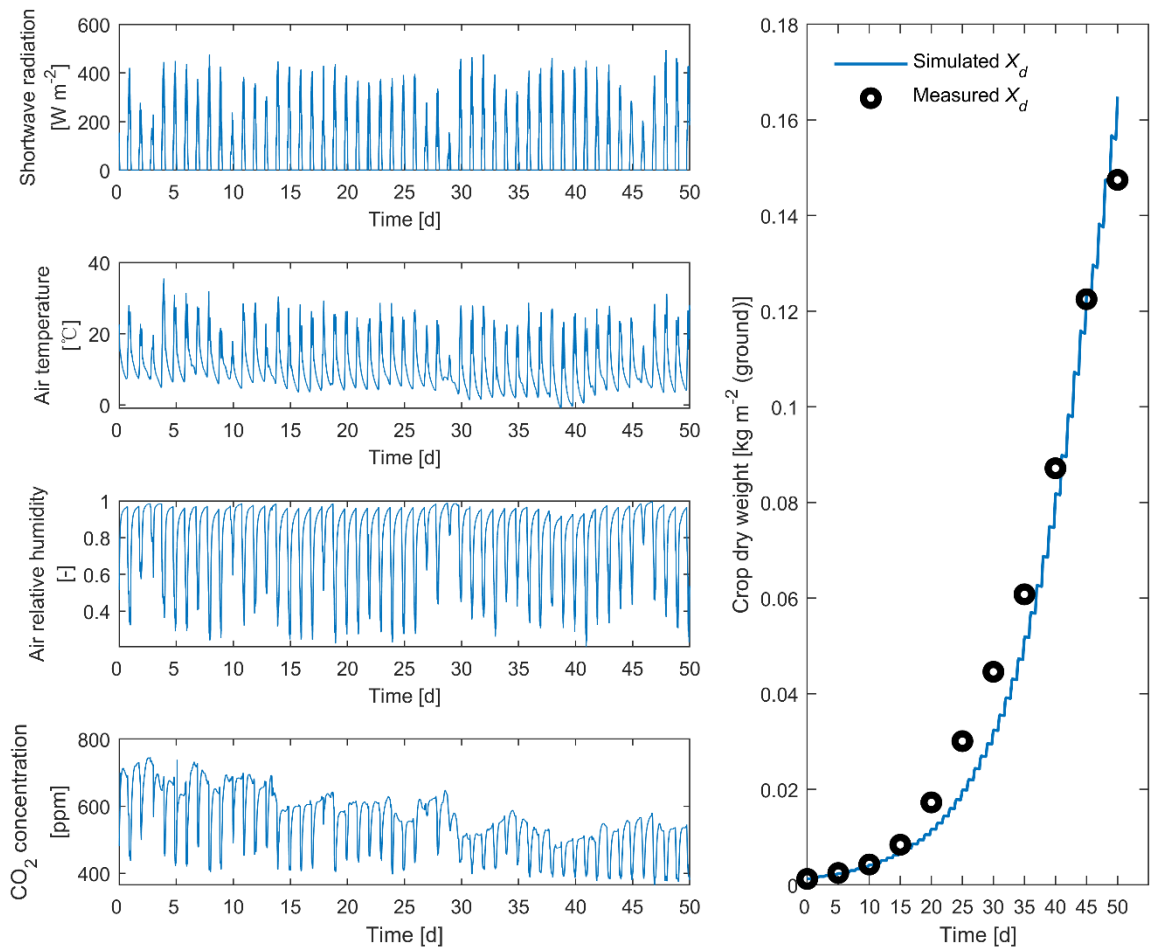 Shortwave radiation
[W m-2]
600
400
200
0
0 5 10 15 20 25 30 35 40 45 50
Time [d]
Air temperature
[℃]
40
20
0
0 5 10 15 20 25 30 35 40 45 50
Time [d]
Air relative humidity
[-]
1
0.8
0.6
0.4
0 5 10 15 20 25 30 35 40 45 50
Time [d]
CO2 concentration
[ppm]
800
600
400
0 5 10 15 20 25 30 35 40 45 50
Time [d]
Crop dry weight [kg m-2 (ground)]
0.18
0.16
0.14
0.12
0.1
0.08
0.06
0.04
0.02
0
Simulated Xd
Measured Xd
0 5 10 15 20 25 30 35 40 45 50
Time [d]